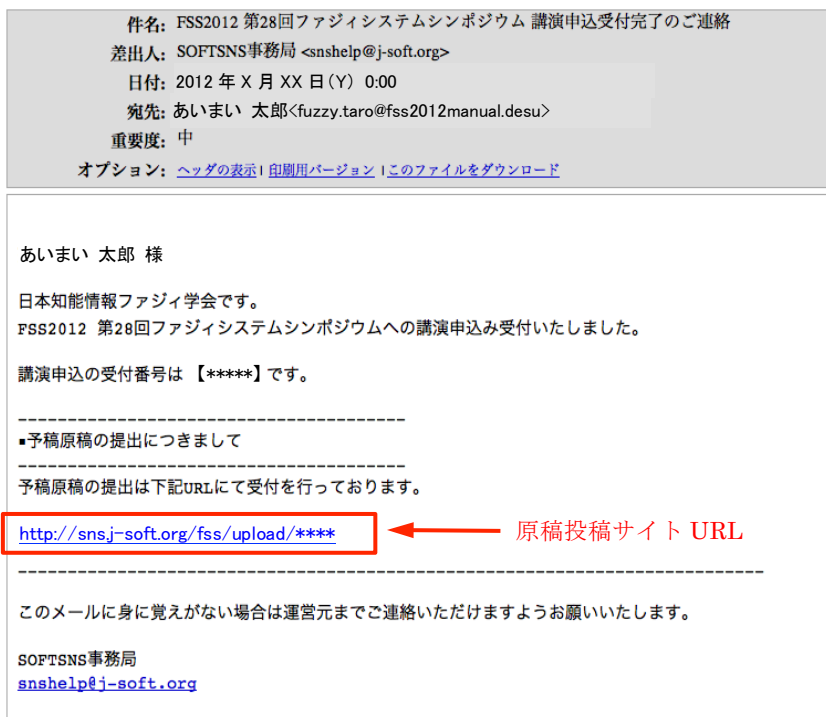 件名: FSS2012 第28回ファジィシステムシンポジウム 講演申込受付完了のご連絡
差出人: SOFTSNS事務局 <snshelp@j-soft.org>
日付: 2012 年 X 月 XX 日(Y) 0:00
宛先: あいまい 太郎<fuzzy.taro@fss2012manual.desu>
重要度: 中
オプション: ヘッダの表示 | 印刷用バージョン | このファイルをダウンロード
あいまい 太郎 様
日本知能情報ファジィ学会です。
FSS2012 第28回ファジィシステムシンポジウムへの講演申込み受付いたしました。
講演申込の受付番号は 【*****】です。
---------------------------------------
▪予稿原稿の提出につきまして
---------------------------------------
予稿原稿の提出は下記URLにて受付を行っております。
http://sns.j-soft.org/fss/upload/**** 原稿投稿サイト URL
---------------------------------------------------------------------------
このメールに身に覚えがない場合は運営元までご連絡いただけますようお願いいたします。
SOFTSNS事務局
snshelp@j-soft.org